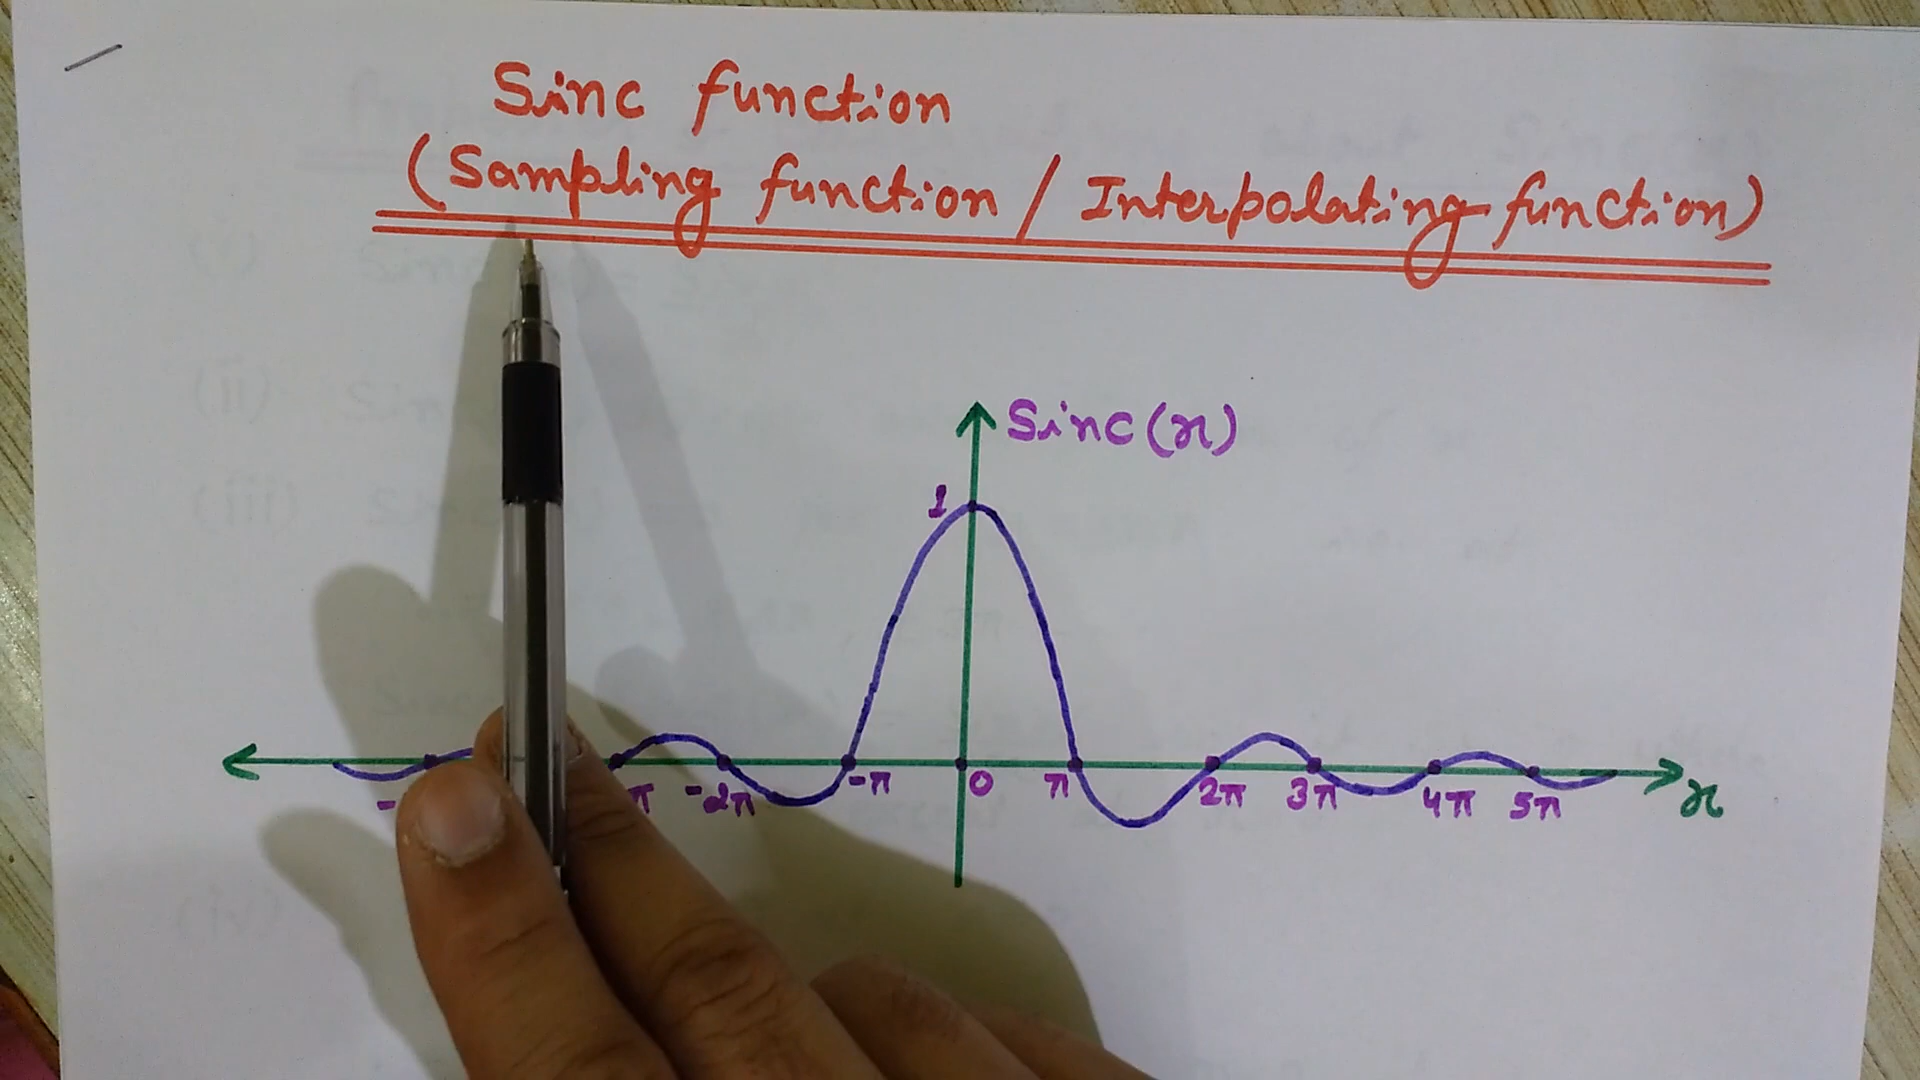 Sinc function
(Sampling function / Interpolating function)
Sinc(x)
1
-π -2π -π 0 π 2π 3π 4π 5π x